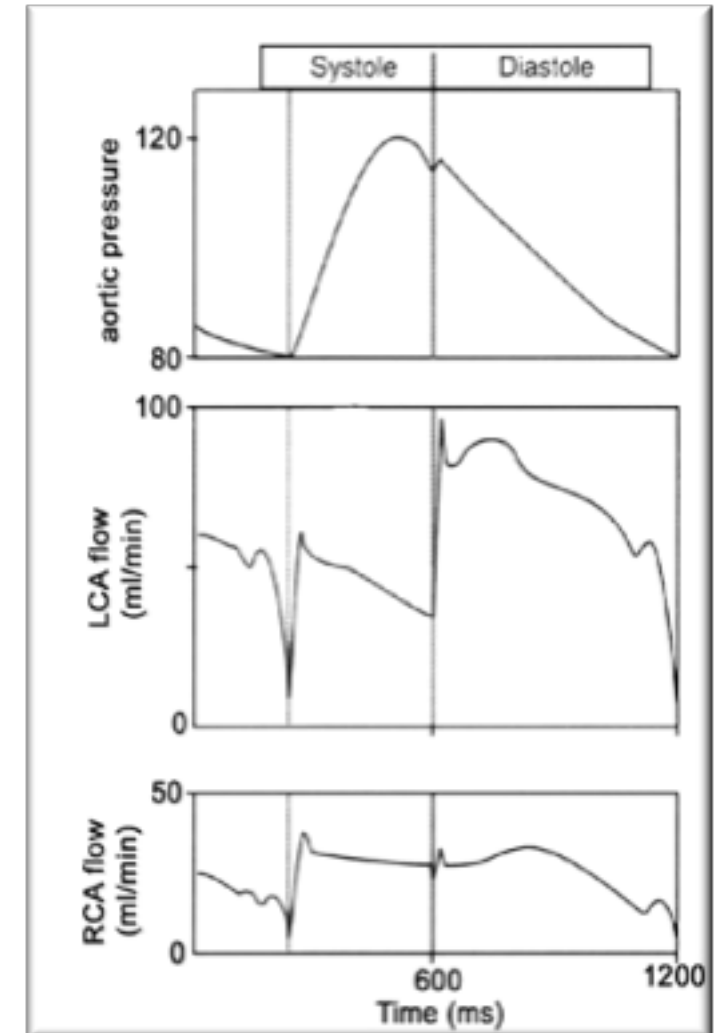 Systole Diastole
aortic pressure
120
80
LCA flow
(ml/min)
100
0
RCA flow
(ml/min)
50
0
600
1200
Time (ms)